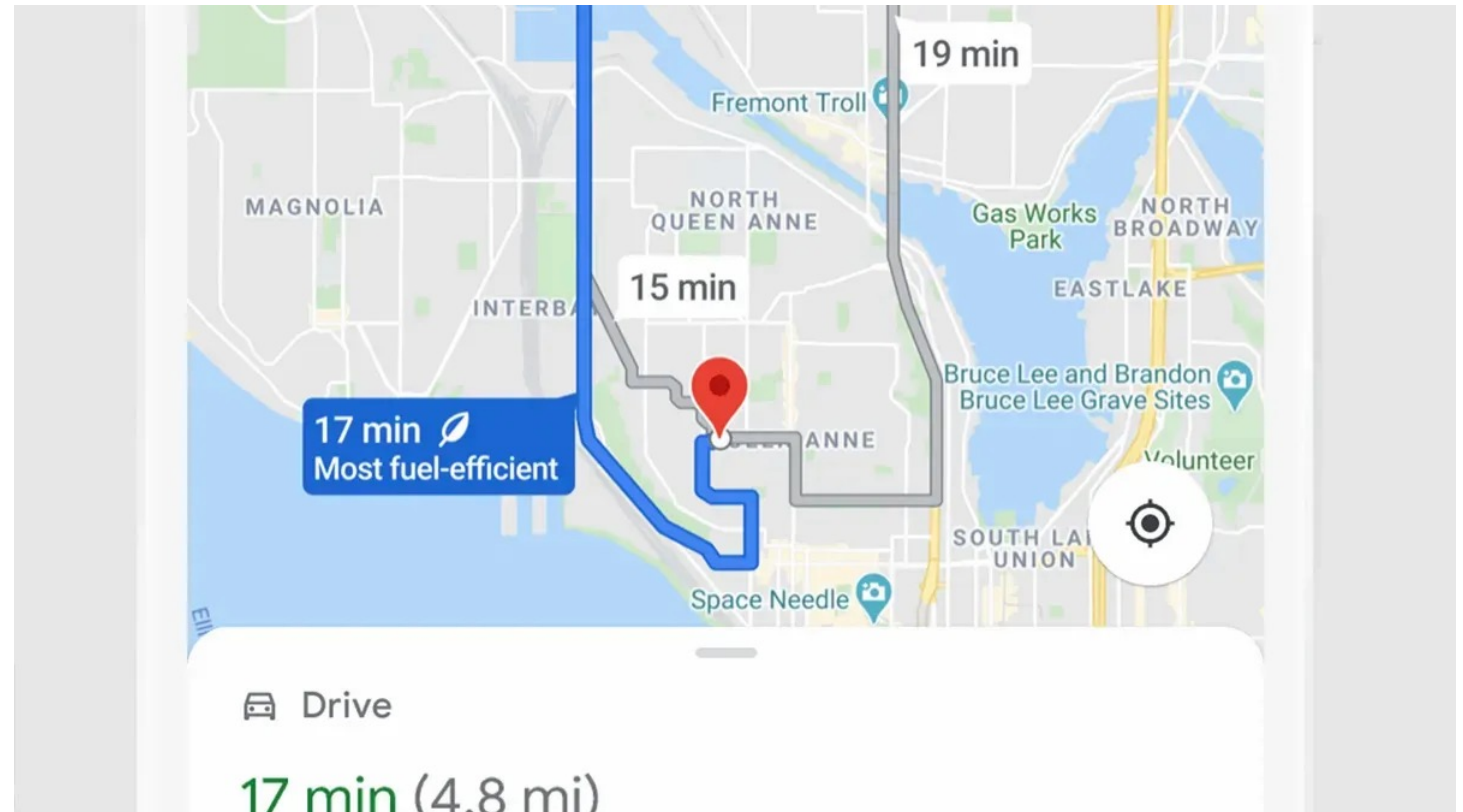 19 min
Fremont Troll
MAGNOLIA
NORTH
QUEEN ANNE
Gas Works
Park
NORTH
BROADWAY
15 min
EASTLAKE
Bruce Lee and Brandon
Bruce Lee Grave Sites
17 min
Most fuel-efficient
ANNE
Volunteer
UNION
Space Needle
Drive
17 min (4.8 mi)